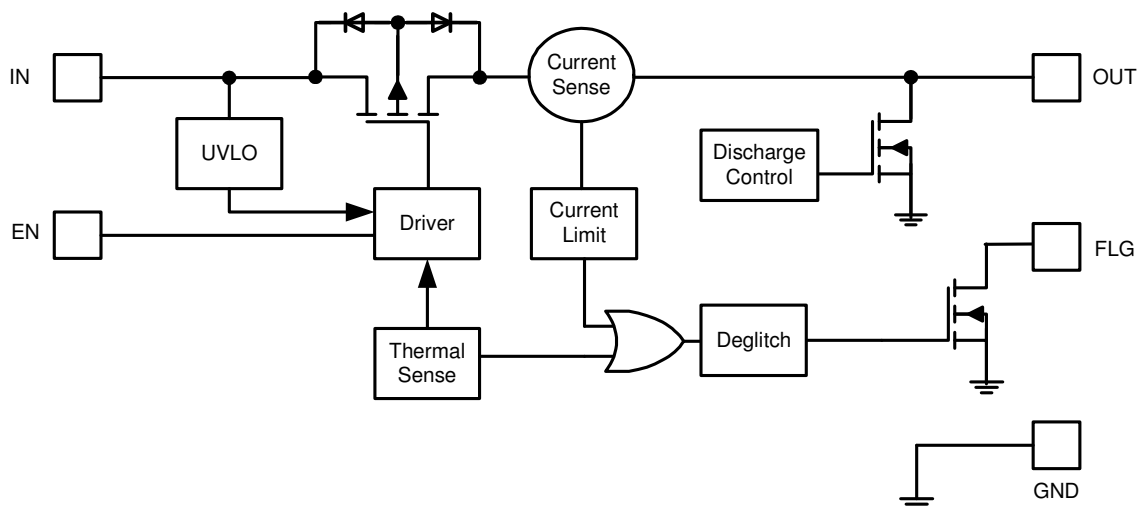 IN
Current
Sense
OUT
UVLO
Discharge
Control
EN
Driver
Current
Limit
FLG
Thermal
Sense
Deglitch
GND